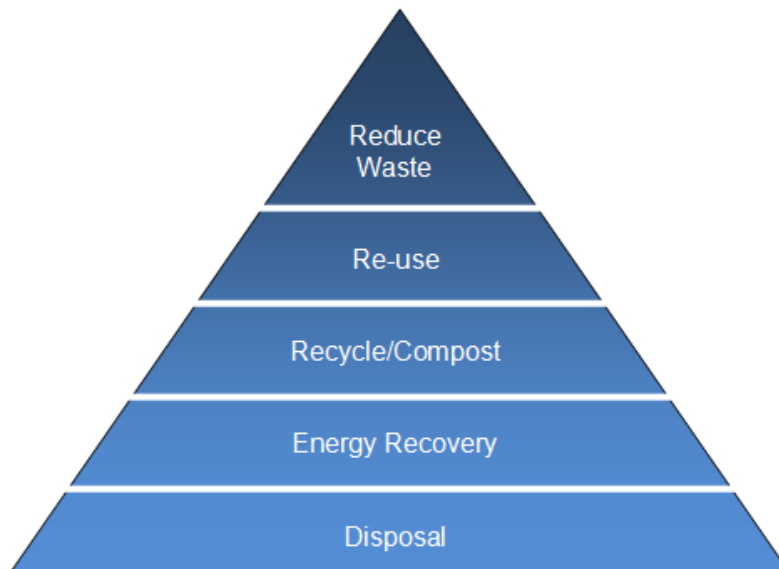 Reduce
Waste
Re-use
Recycle/Compost
Energy Recovery
Disposal